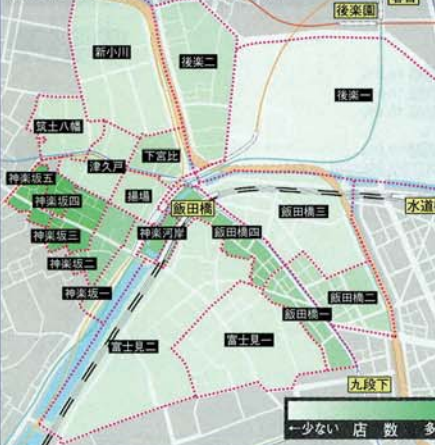 後楽園
新小川
後楽二
後楽一
筑土八幡
津久戸
下宮比
神楽坂五
神楽坂四
揚場
飯田橋
飯田橋三
水道
神楽坂三
神楽河岸
飯田橋四
神楽坂二
神楽坂一
飯田橋二
飯田橋一
富士見二
富士見一
九段下
←少ない 店 数 多